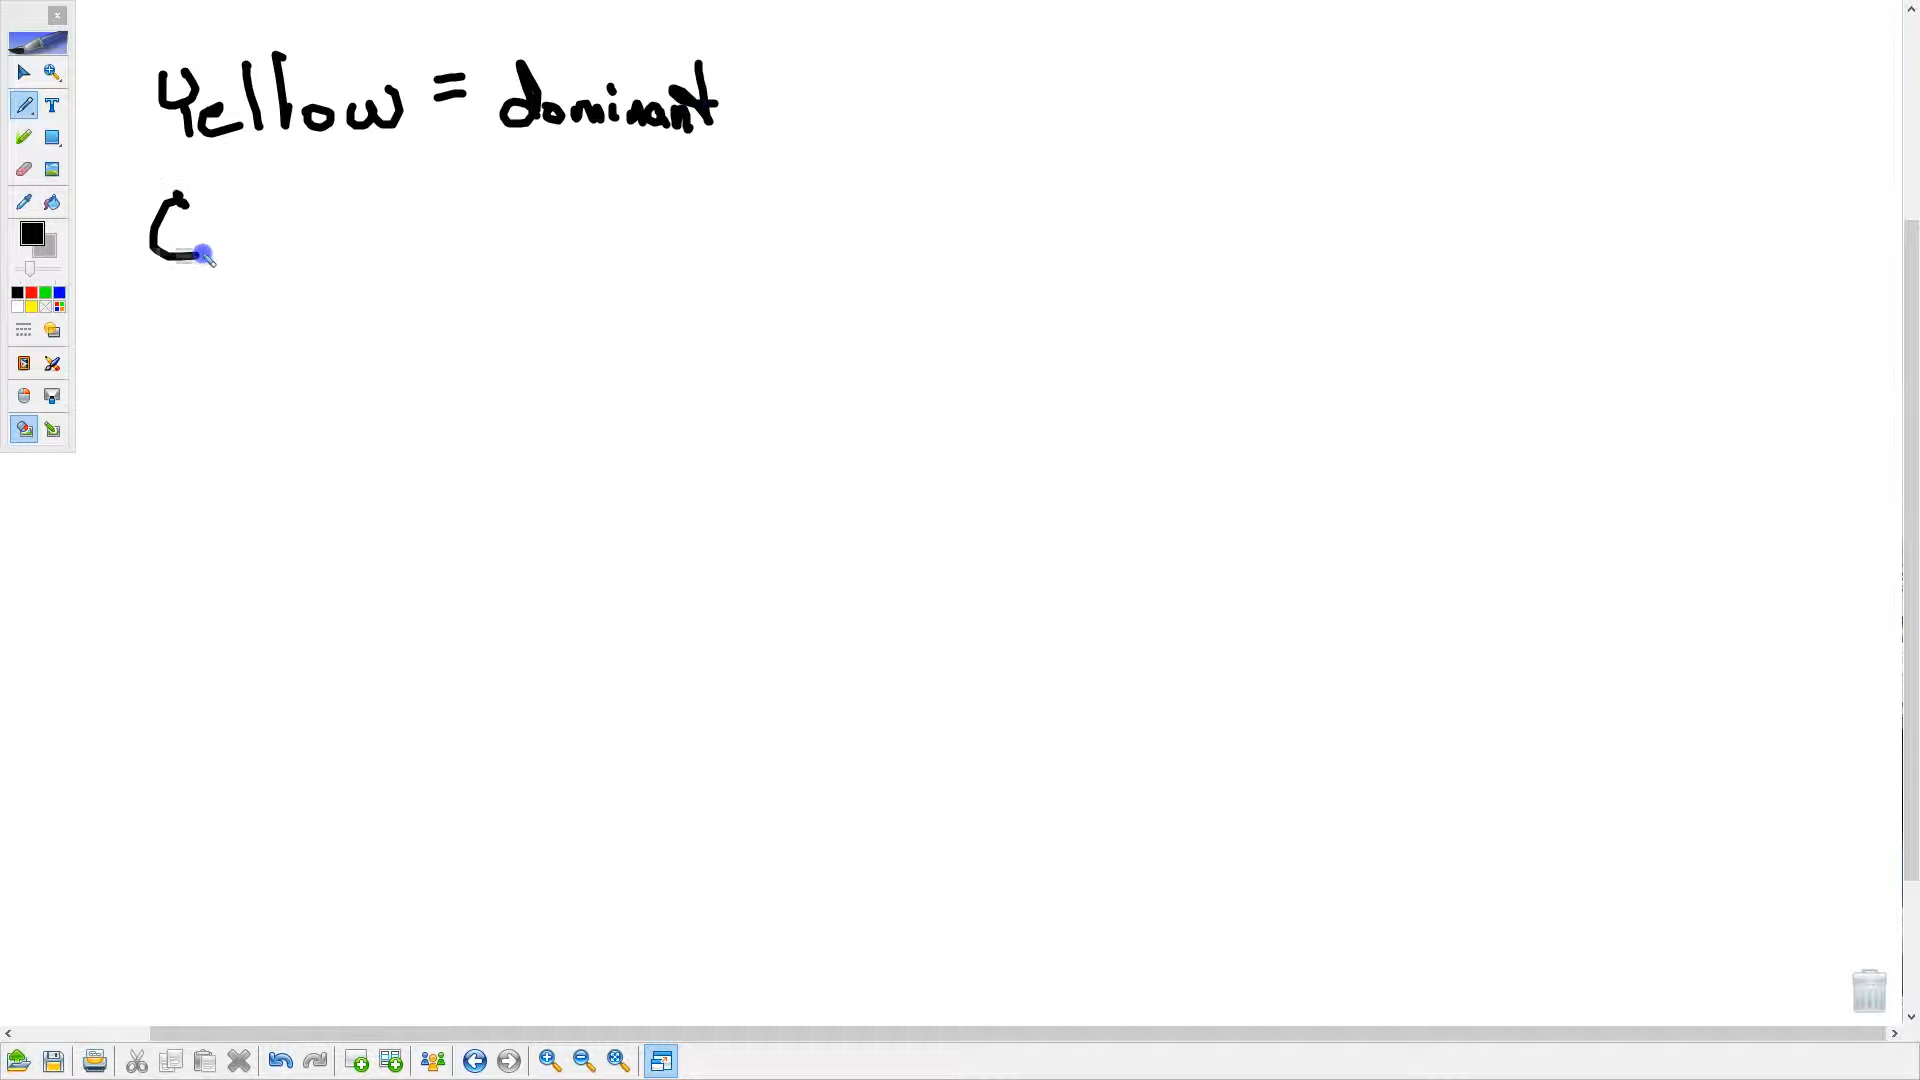 Yellow = dominant